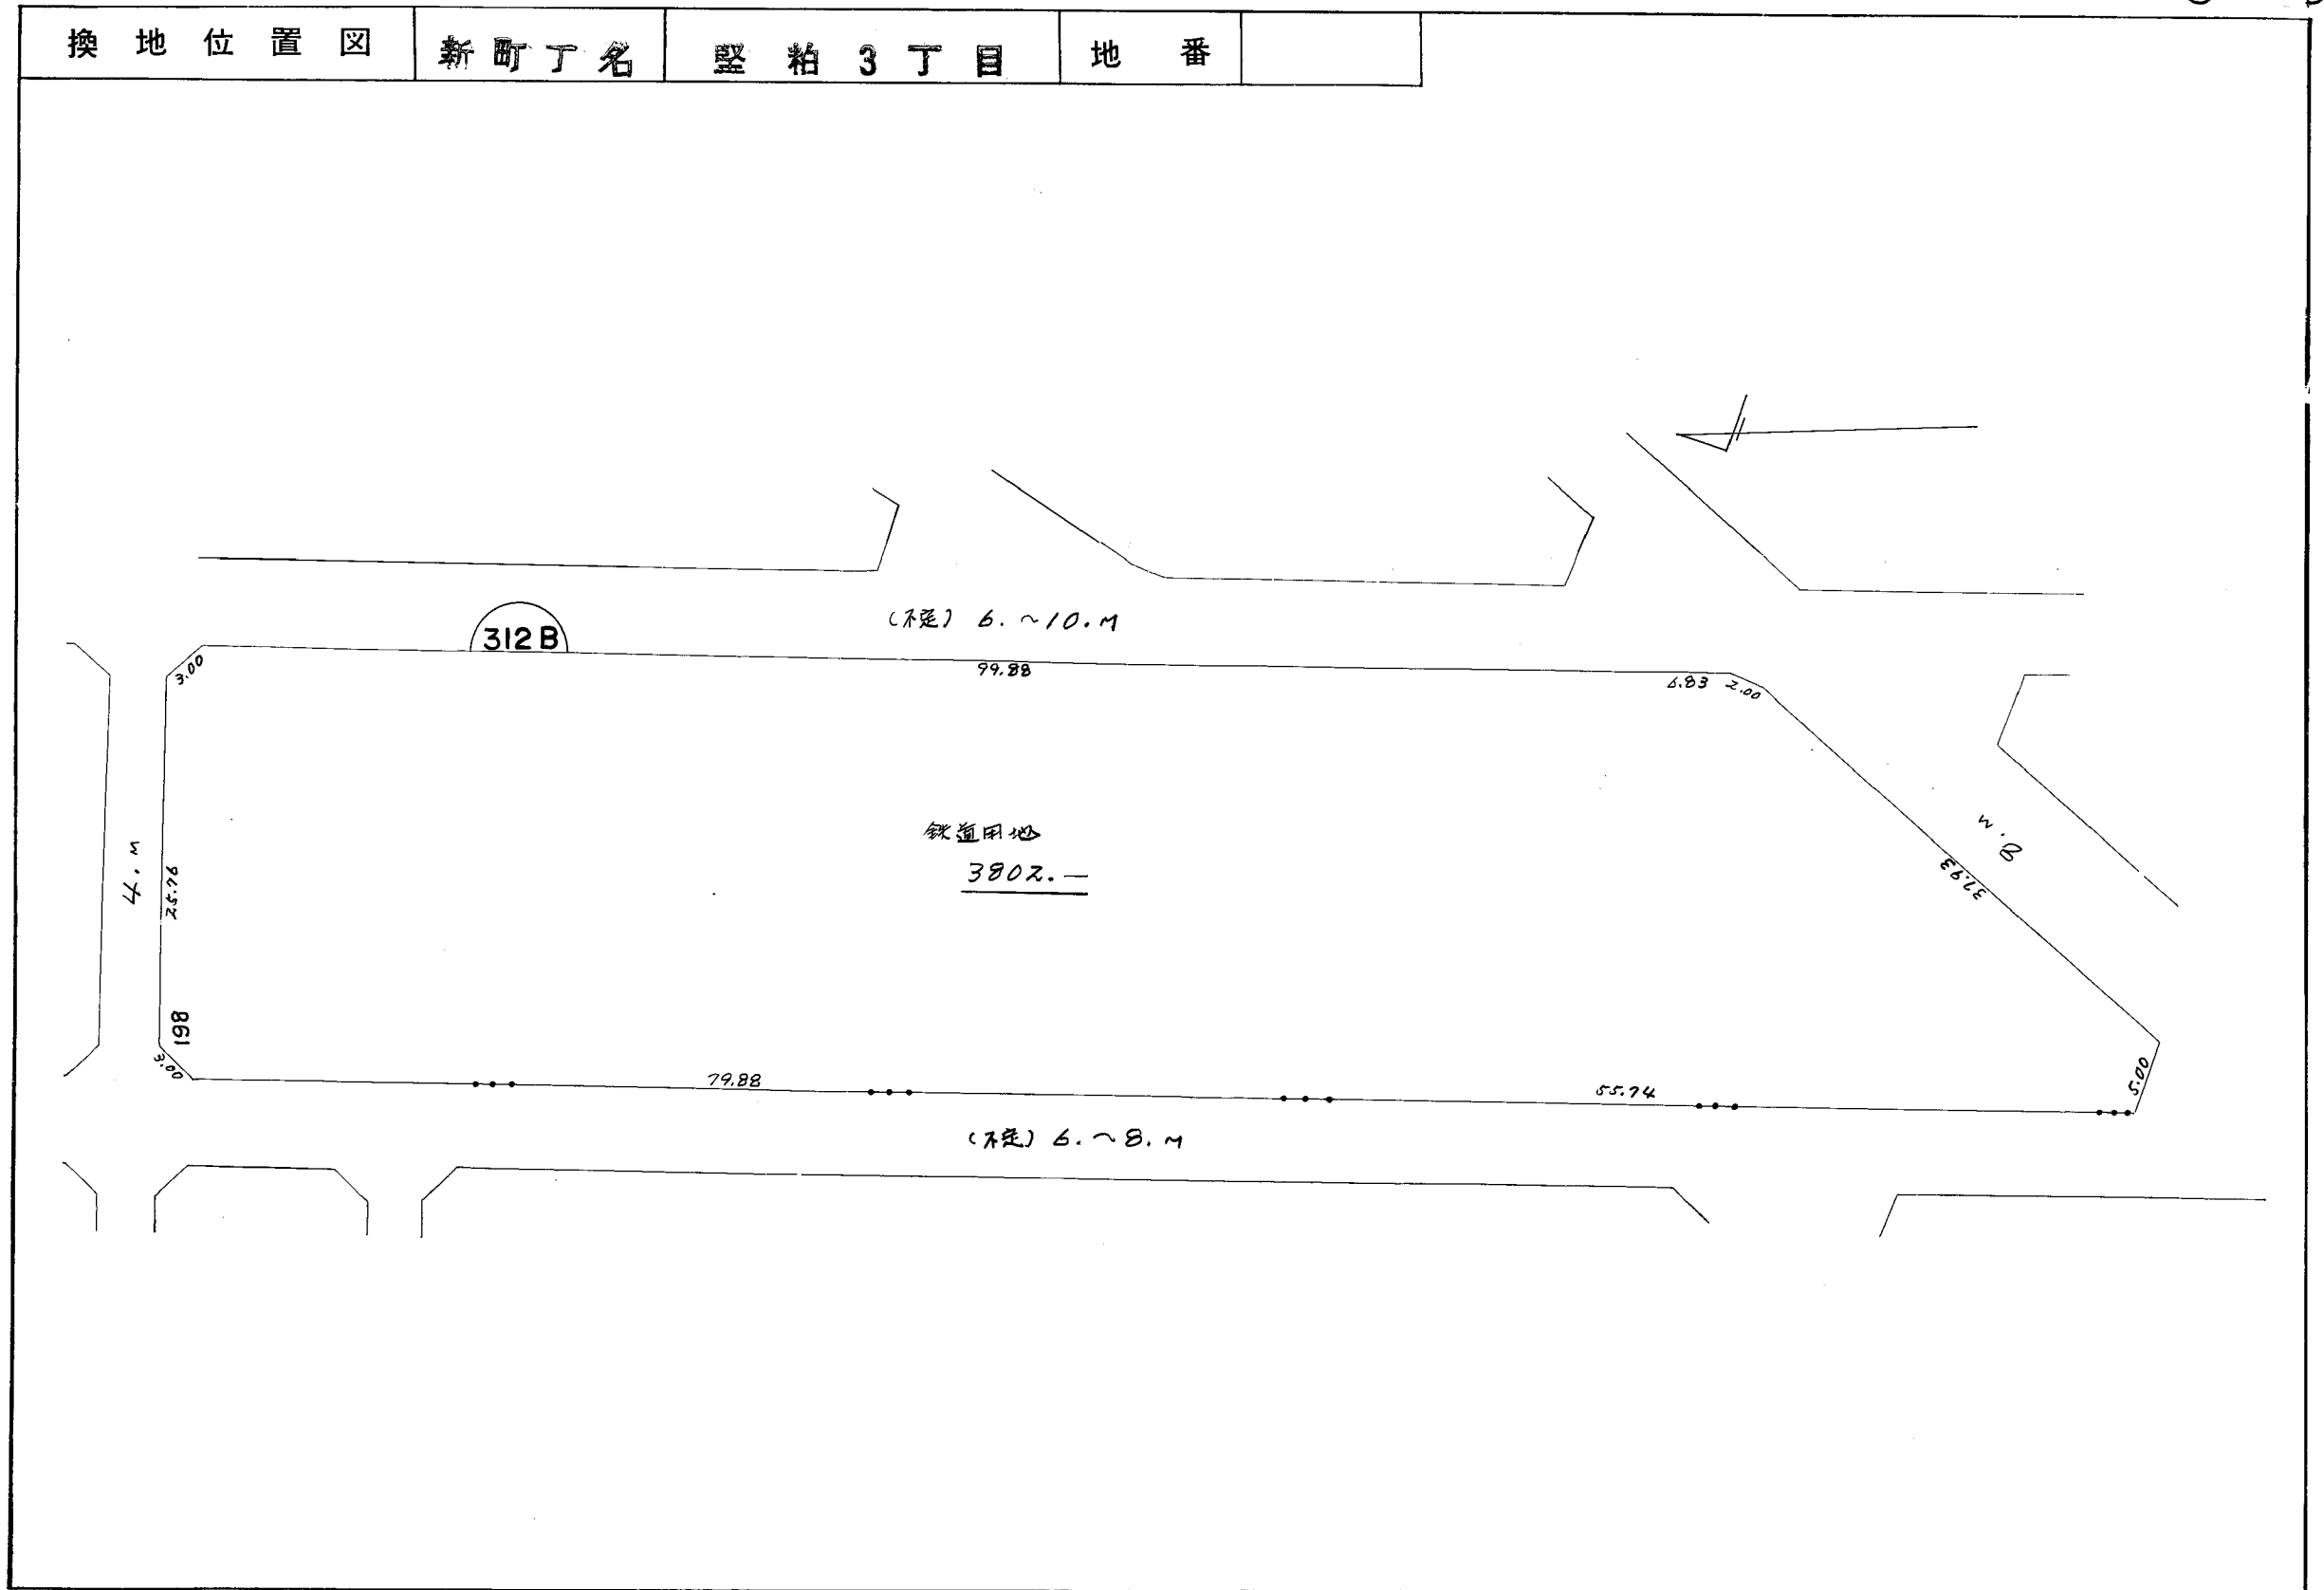 換地位置図 新町丁名 堅粕3丁目 地番
(不定) 6.~10.M
312B
3.00
99.88
6.83 2.00
鉄道用地
3802.—
4.M
25.76
8.M
37.93
198
3.00
79.88
55.74
5.00
(不定) 6.~8.M